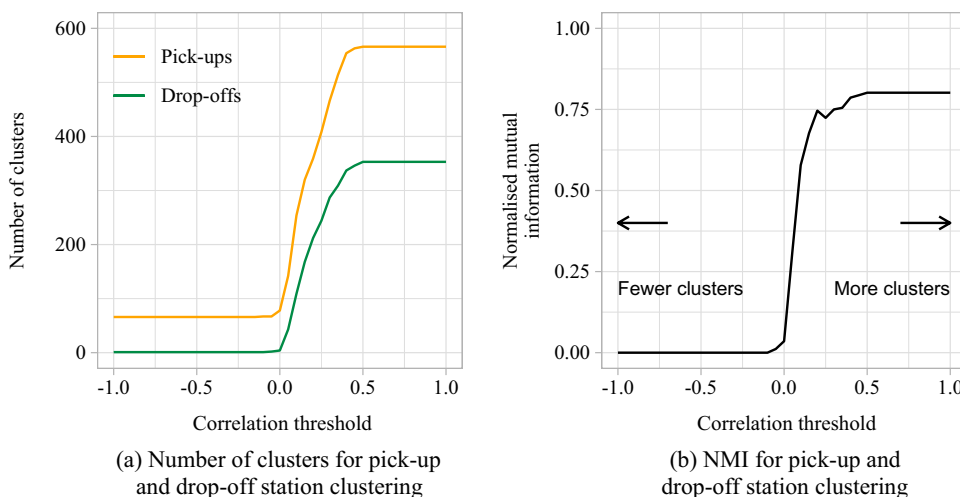 600
400
200
0
Number of clusters
Pick-ups
Drop-offs
-1.0 -0.5 0.0 0.5 1.0
Correlation threshold
(a) Number of clusters for pick-up
and drop-off station clustering
1.00
0.75
0.50
0.25
0.00
Normalised mutual
information
Fewer clusters
More clusters
-1.0 -0.5 0.0 0.5 1.0
Correlation threshold
(b) NMI for pick-up and
drop-off station clustering